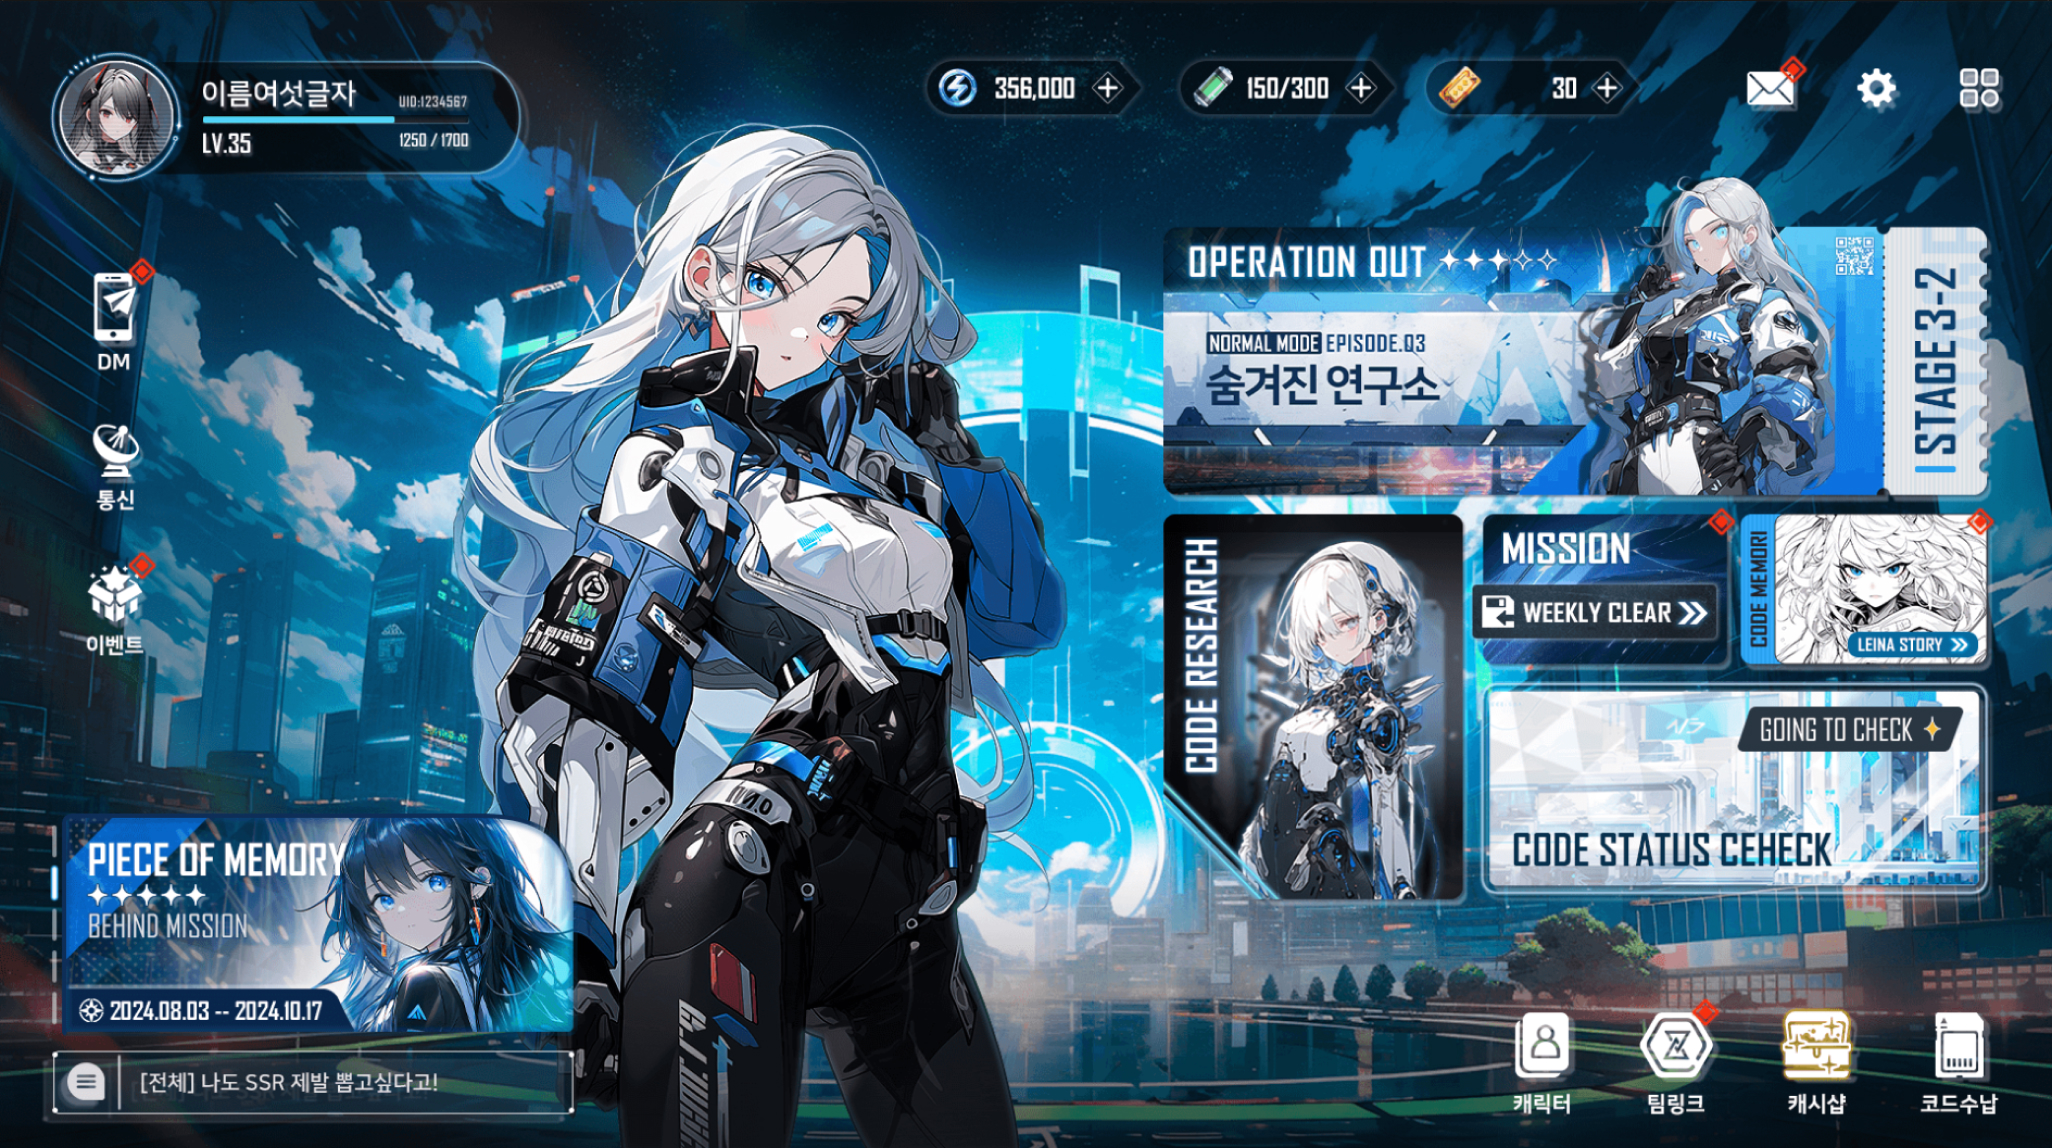 이름여섯글자
UID:1234567
LV.35
1250 / 1700
356,000
150/300
30
DM
통신
이벤트
OPERATION OUT
NORMAL MODE EPISODE.03
숨겨진 연구소
STAGE 3-2
CODE RESEARCH
MISSION
WEEKLY CLEAR
CODE MEMORI
LEINA STORY
GOING TO CHECK
CODE STATUS CEHECK
PIECE OF MEMORY
BEHIND MISSION
2024.08.03 -- 2024.10.17
[전체] 나도 SSR 제발 뽑고싶다고!
캐릭터
팀링크
캐시샵
코드수납